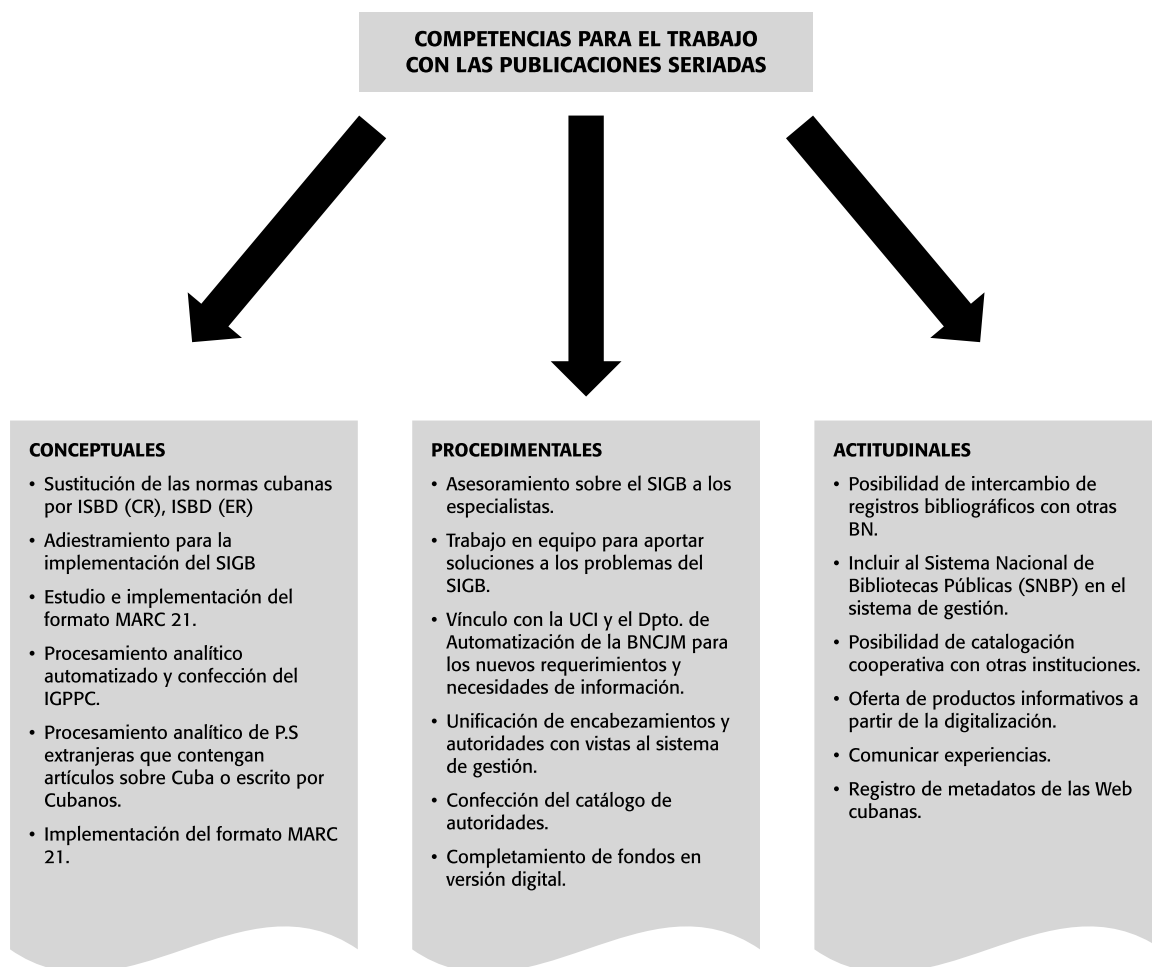 COMPETENCIAS PARA EL TRABAJO
CON LAS PUBLICACIONES SERIADAS
CONCEPTUALES
• Sustitución de las normas cubanas
por ISBD (CR), ISBD (ER)
• Adiestramiento para la
implementación del SIGB
• Estudio e implementación del
formato MARC 21.
• Procesamiento analítico
automatizado y confección del
IGPPC.
• Procesamiento analítico de P.S
extranjeras que contengan
artículos sobre Cuba o escrito por
Cubanos.
• Implementación del formato MARC
21.
PROCEDIMENTALES
• Asesoramiento sobre el SIGB a los
especialistas.
• Trabajo en equipo para aportar
soluciones a los problemas del
SIGB.
• Vínculo con la UCI y el Dpto. de
Automatización de la BNCJM para
los nuevos requerimientos y
necesidades de información.
• Unificación de encabezamientos y
autoridades con vistas al sistema
de gestión.
• Confección del catálogo de
autoridades.
• Completamiento de fondos en
versión digital.
ACTITUDINALES
• Posibilidad de intercambio de
registros bibliográficos con otras
BN.
• Incluir al Sistema Nacional de
Bibliotecas Públicas (SNBP) en el
sistema de gestión.
• Posibilidad de catalogación
cooperativa con otras instituciones.
• Oferta de productos informativos a
partir de la digitalización.
• Comunicar experiencias.
• Registro de metadatos de las Web
cubanas.